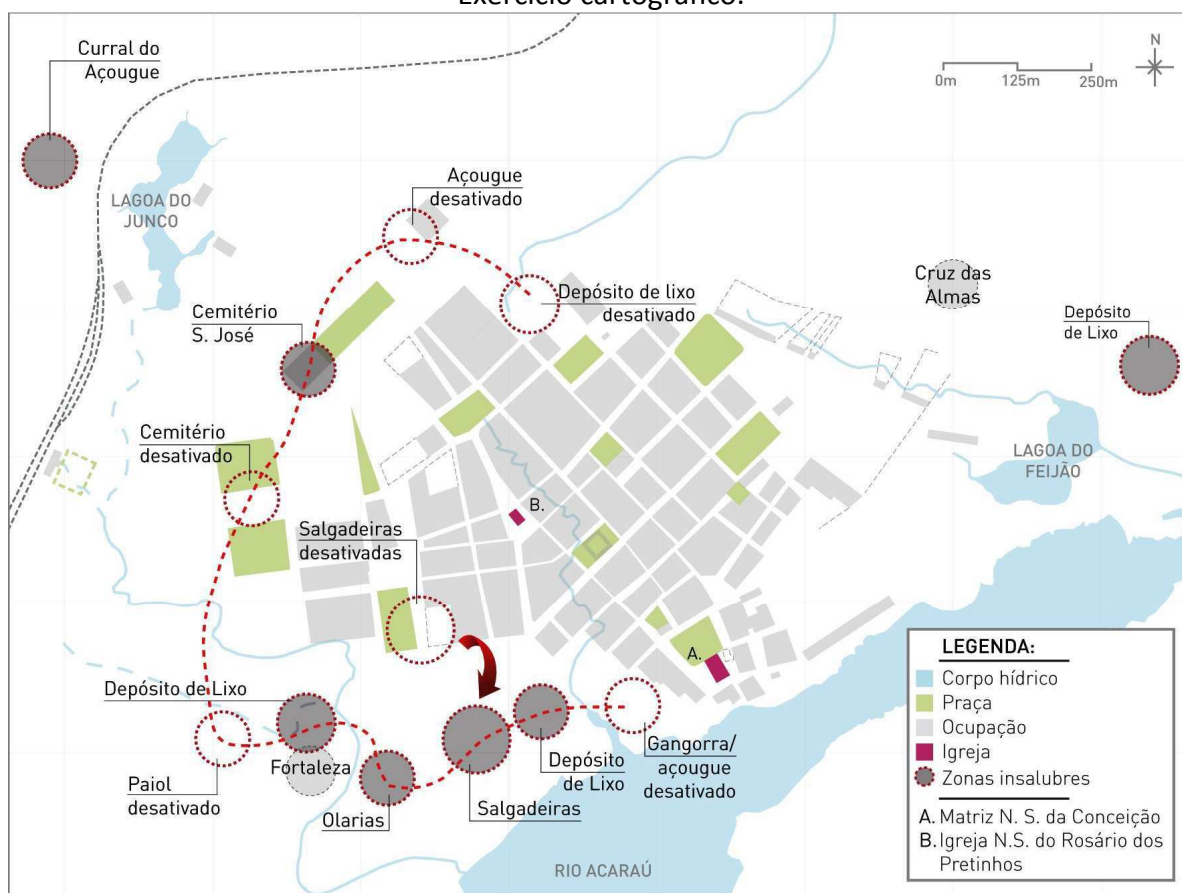 Exercício cartográfico.
Curral do
Açougue
N
0m 125m 250m
LAGOA DO
JUNCO
Açougue
desativado
Cruz das
Almas
Depósito de lixo
desativado
Depósito
de Lixo
Cemitério
S. José
Cemitério
desativado
LAGOA DO
FEIJÃO
B.
Salgadeiras
desativadas
A.
Depósito de Lixo
Fortaleza
Paiol
desativado
Olarias
Salgadeiras
Depósito
de Lixo
Gangorra/
açougue
desativado
RIO ACARAÚ
LEGENDA:
Corpo hídrico
Praça
Ocupação
Igreja
Zonas insalubres
A. Matriz N. S. da Conceição
B. Igreja N.S. do Rosário dos
Pretinhos